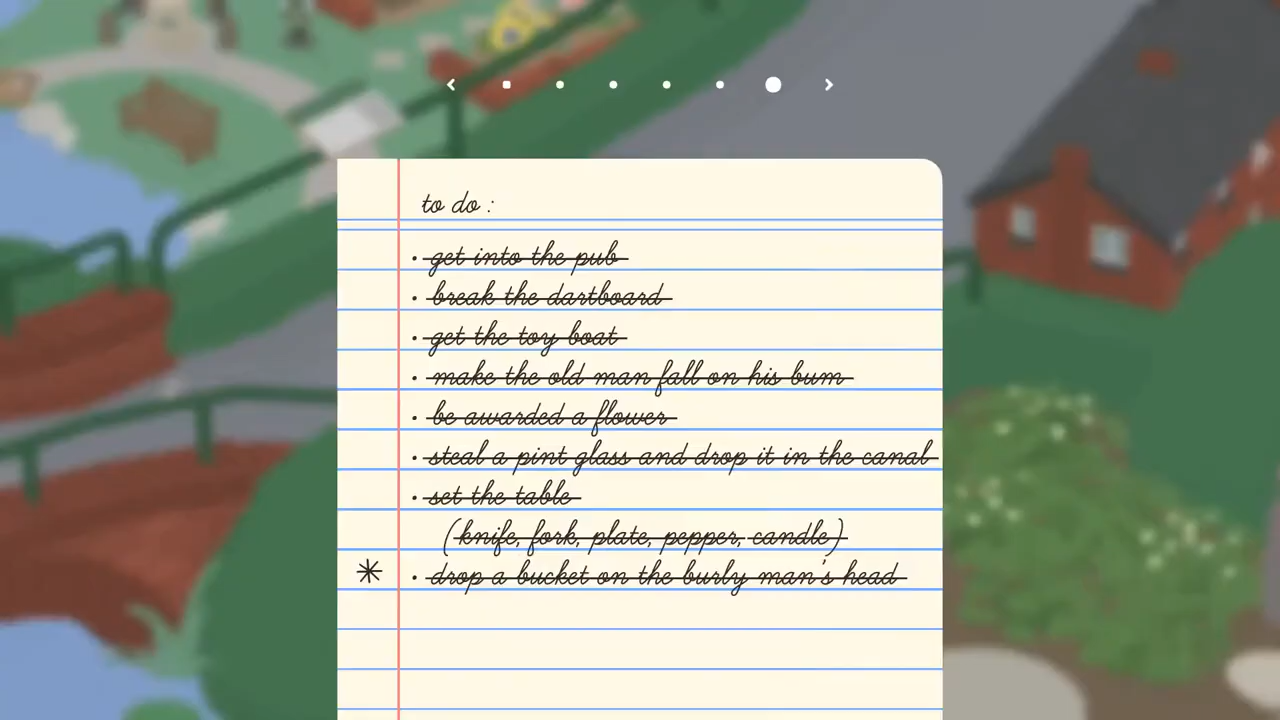 to do :
• get into the pub
• break the dartboard
• get the toy boat
• make the old man fall on his bum
• be awarded a flower
• steal a pint glass and drop it in the canal
• set the table
(knife, fork, plate, pepper, candle)
• drop a bucket on the burly man's head